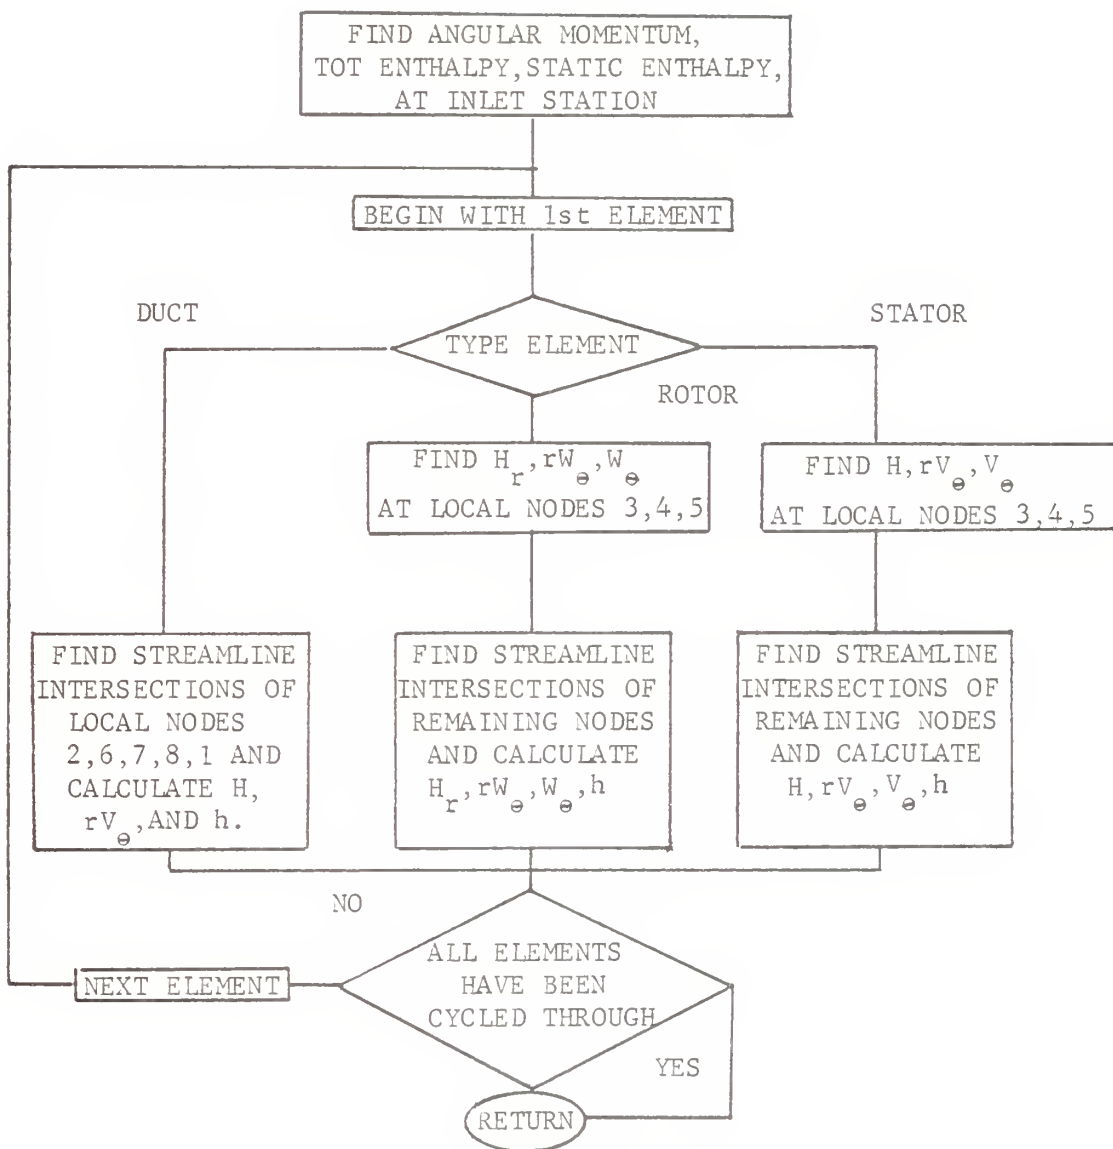 FIND ANGULAR MOMENTUM,
TOT ENTHALPY, STATIC ENTHALPY,
AT INLET STATION
BEGIN WITH 1st ELEMENT
DUCT
STATOR
TYPE ELEMENT
ROTOR
FIND H_r, rW_Θ, W_Θ
AT LOCAL NODES 3,4,5
FIND H, rV_Θ, V_Θ
AT LOCAL NODES 3,4,5
FIND STREAMLINE
INTERSECTIONS OF
LOCAL NODES
2,6,7,8,1 AND
CALCULATE H,
rV_Θ, AND h.
FIND STREAMLINE
INTERSECTIONS OF
REMAINING NODES
AND CALCULATE
H_r, rW_Θ, W_Θ, h
FIND STREAMLINE
INTERSECTIONS OF
REMAINING NODES
AND CALCULATE
H, rV_Θ, V_Θ, h
NO
ALL ELEMENTS
HAVE BEEN
CYCLED THROUGH
NEXT ELEMENT
YES
RETURN